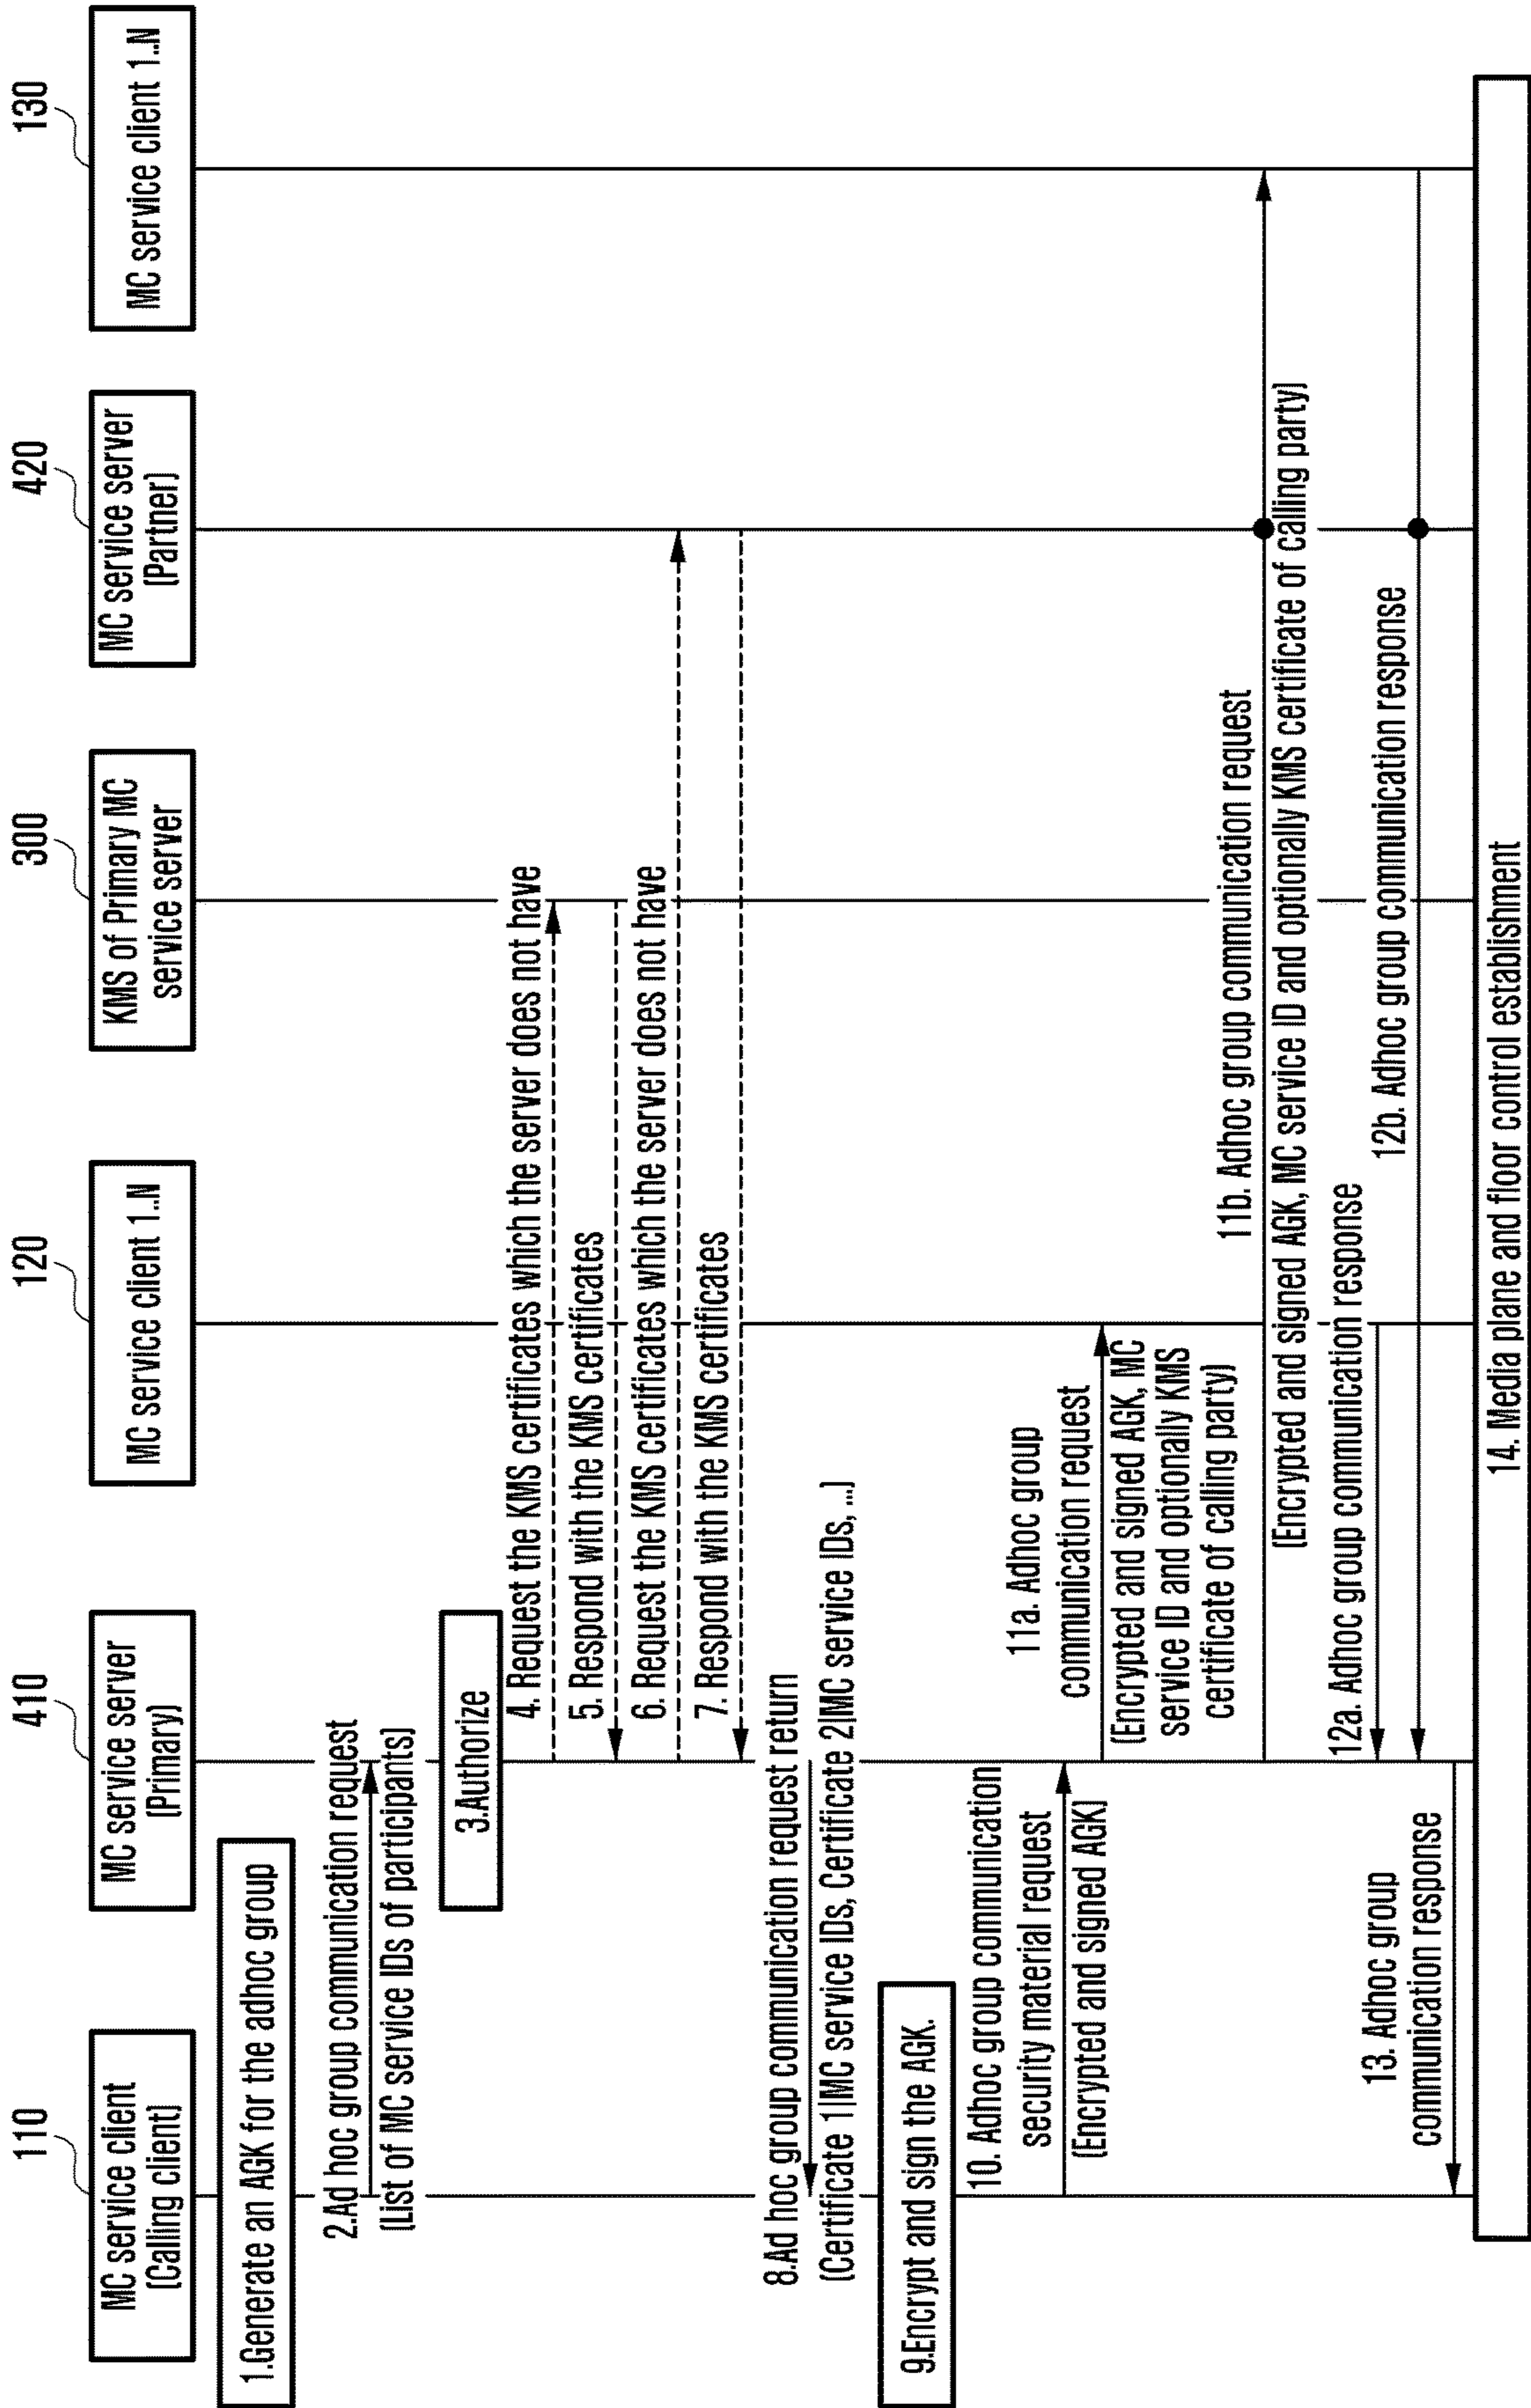 110
410
120
300
420
130
MC service client
(Calling client)
MC service server
(Primary)
MC service client 1..N
KMS of Primary MC
service server
MC service server
(Partner)
MC service client 1..N
1.Generate an AGK for the adhoc group
2.Ad hoc group communication request
(List of MC service IDs of participants)
3.Authorize
4. Request the KMS certificates which the server does not have
5. Respond with the KMS certificates
6. Request the KMS certificates which the server does not have
7. Respond with the KMS certificates
8.Ad hoc group communication request return
(Certificate 1|MC service IDs, Certificate 2|MC service IDs, ...)
9.Encrypt and sign the AGK.
10. Adhoc group communication
security material request
(Encrypted and signed AGK)
11a. Adhoc group
communication request
(Encrypted and signed AGK, MC
service ID and optionally KMS
certificate of calling party)
11b. Adhoc group communication request
(Encrypted and signed AGK, MC service ID and optionally KMS certificate of calling party)
12a. Adhoc group communication response
12b. Adhoc group communication response
13. Adhoc group
communication response
14. Media plane and floor control establishment